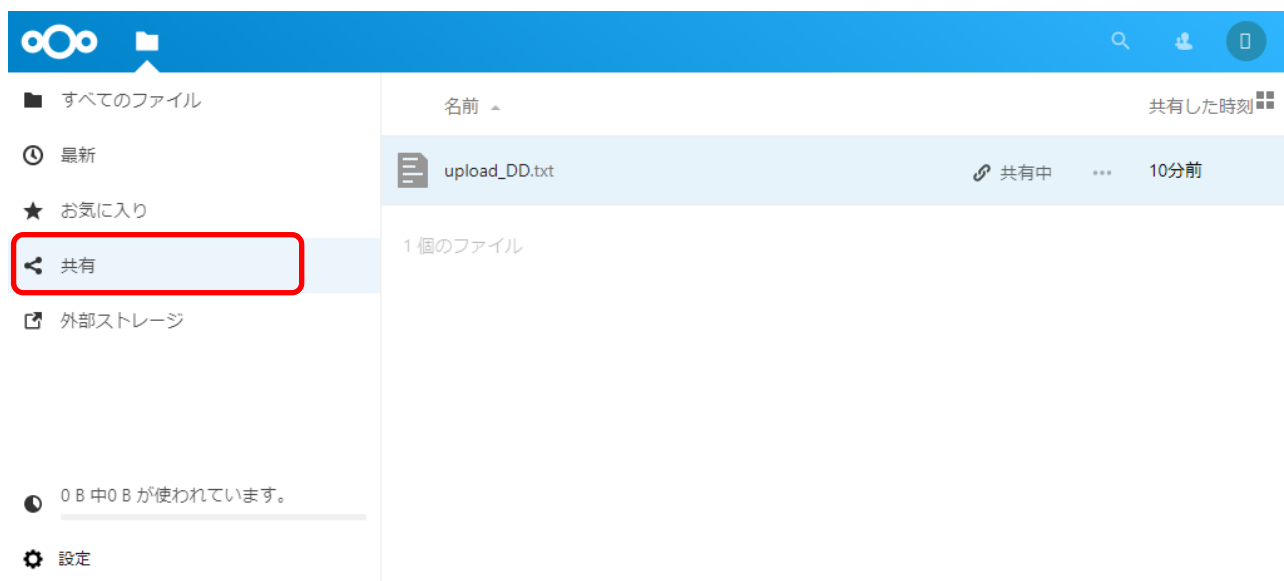 すべてのファイル
最新
お気に入り
共有
外部ストレージ
0 B 中0 B が使われています。
設定
名前
共有した時刻
upload_DD.txt
共有中
10分前
1 個のファイル